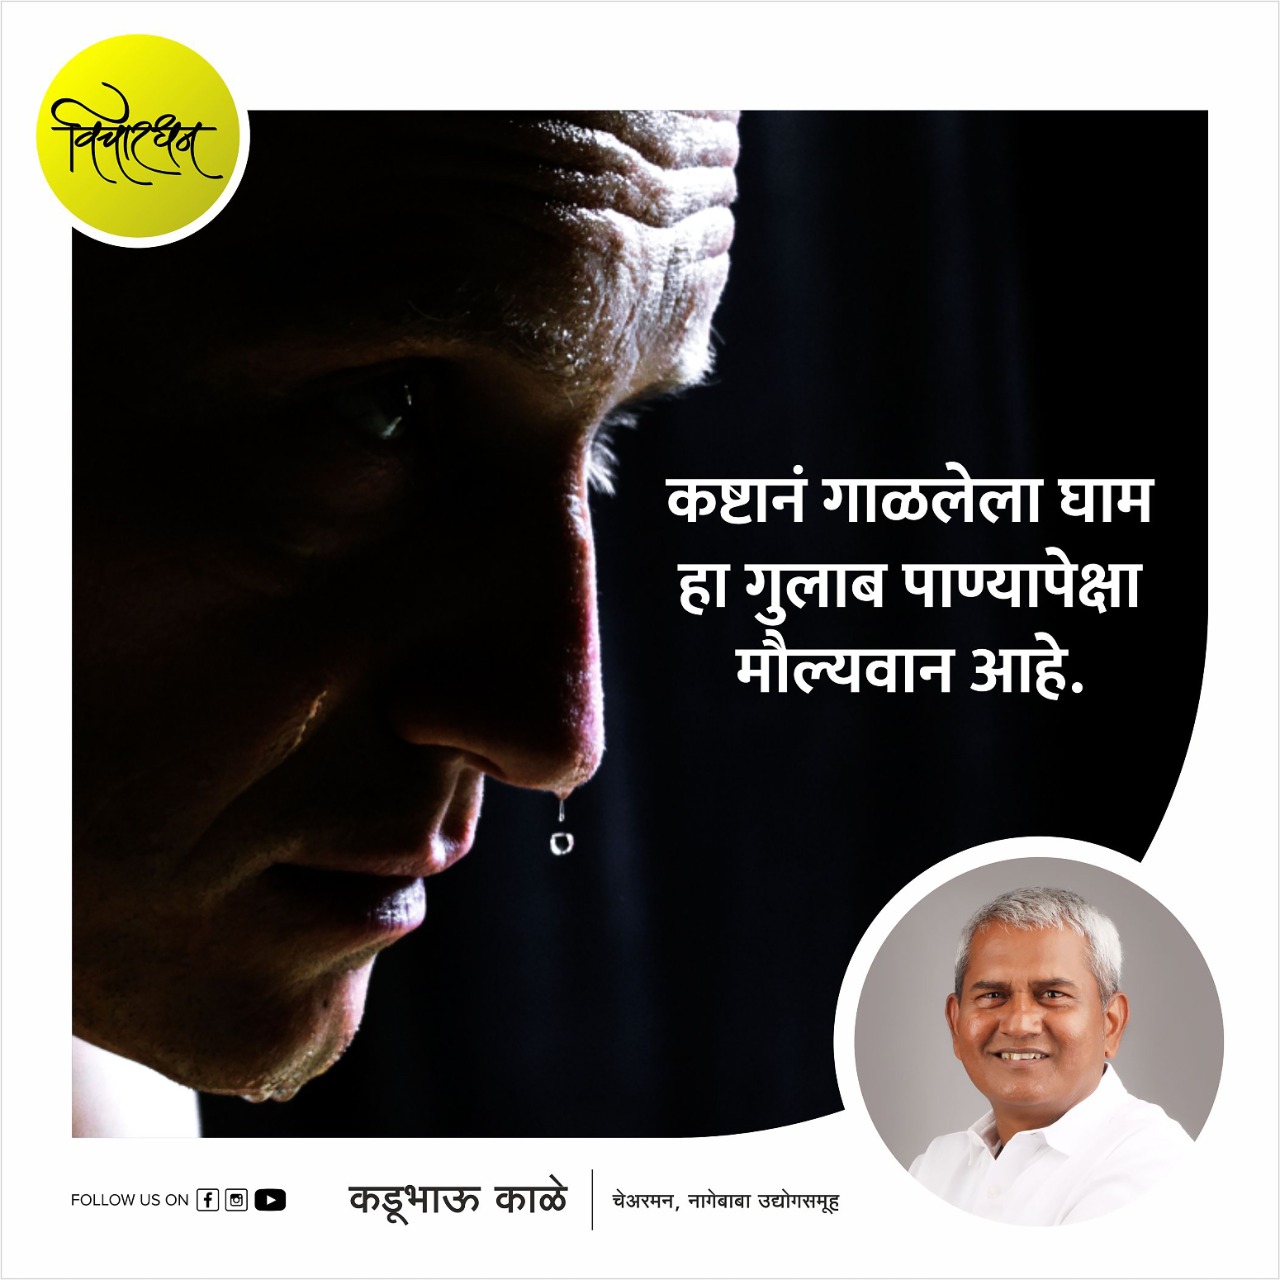 विचारधन
कष्टानं गाळलेला घाम
हा गुलाब पाण्यापेक्षा
मौल्यवान आहे.
FOLLOW US ON
कडूभाऊ काळे
चेअरमन, नागेबाबा उद्योगसमूह